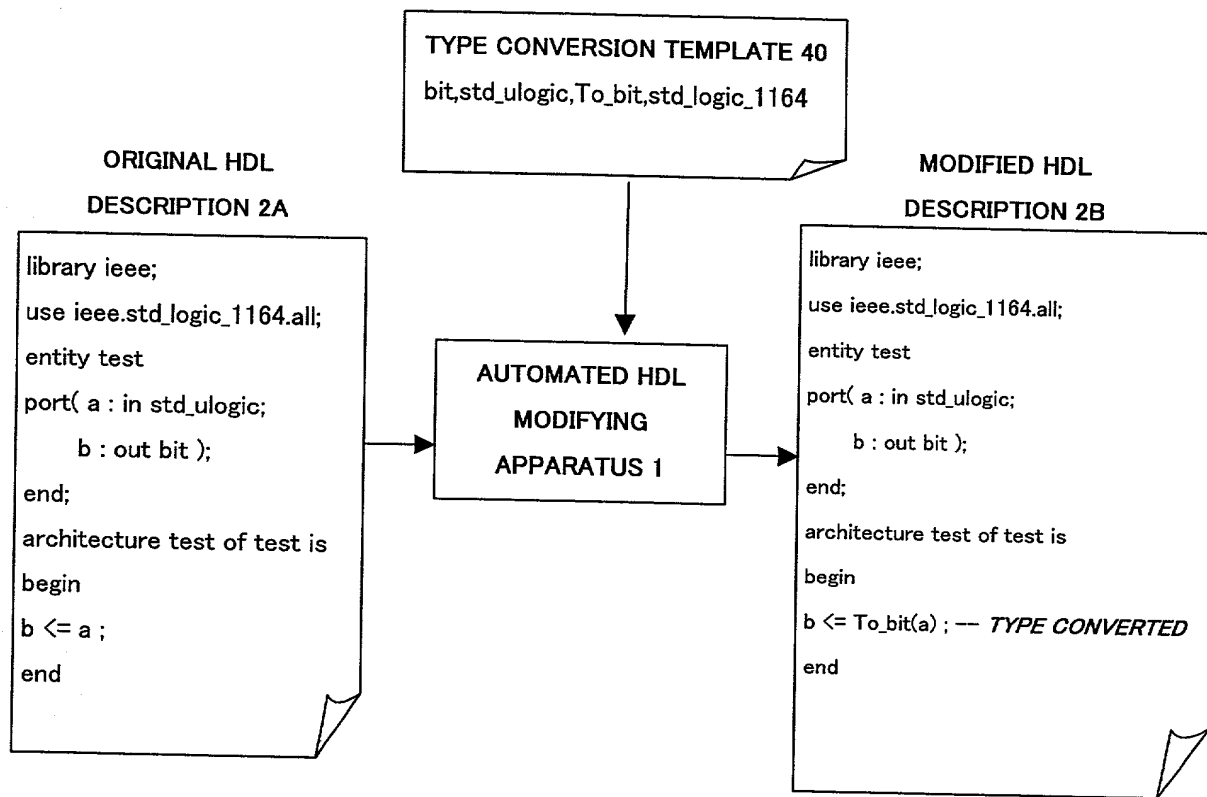 TYPE CONVERSION TEMPLATE 40
bit,std_ulogic,To_bit,std_logic_1164
ORIGINAL HDL
DESCRIPTION 2A
library ieee;
use ieee.std_logic_1164.all;
entity test
port( a : in std_ulogic;
b : out bit );
end;
architecture test of test is
begin
b <= a ;
end
AUTOMATED HDL
MODIFYING
APPARATUS 1
MODIFIED HDL
DESCRIPTION 2B
library ieee;
use ieee.std_logic_1164.all;
entity test
port( a : in std_ulogic;
b : out bit );
end;
architecture test of test is
begin
b <= To_bit(a) ; -- TYPE CONVERTED
end